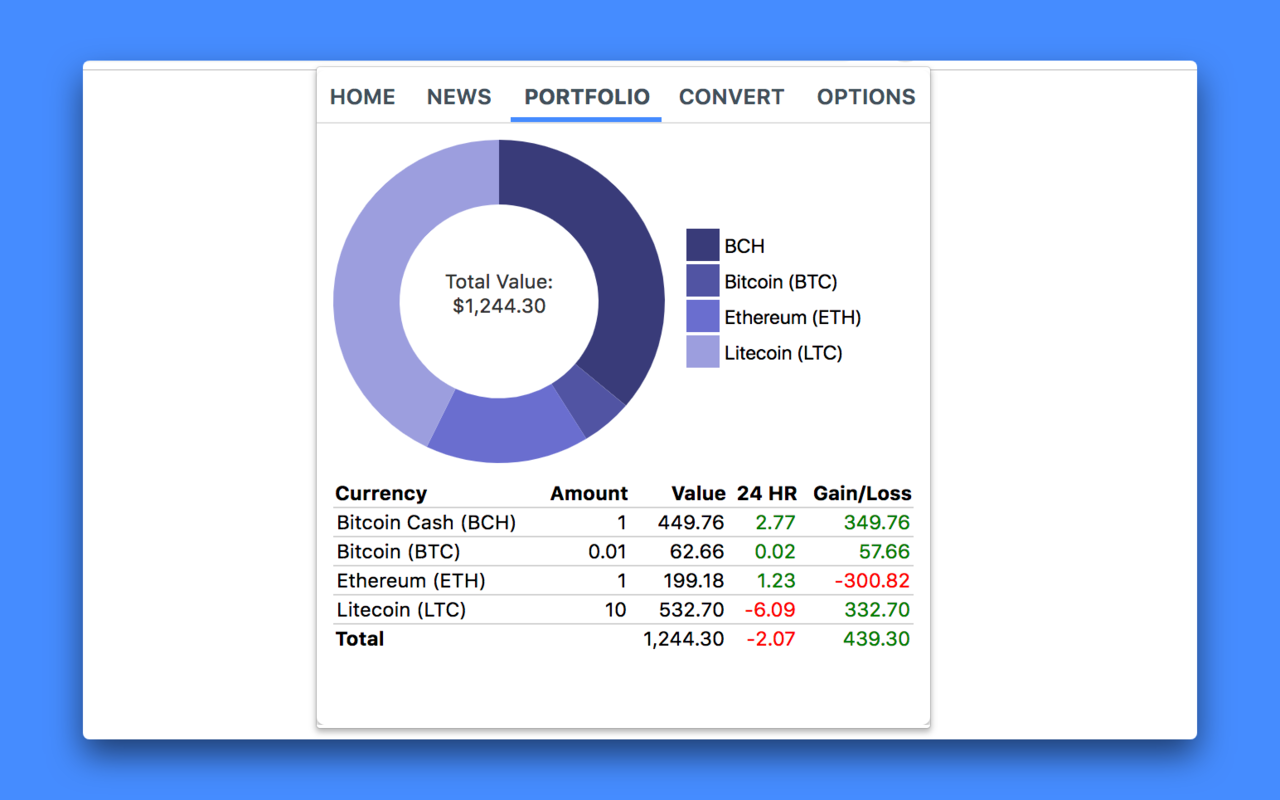 HOME NEWS PORTFOLIO CONVERT OPTIONS
Total Value:
$1,244.30
BCH
Bitcoin (BTC)
Ethereum (ETH)
Litecoin (LTC)
Currency Amount Value 24 HR Gain/Loss
Bitcoin Cash (BCH) 1 449.76 2.77 349.76
Bitcoin (BTC) 0.01 62.66 0.02 57.66
Ethereum (ETH) 1 199.18 1.23 -300.82
Litecoin (LTC) 10 532.70 -6.09 332.70
Total 1,244.30 -2.07 439.30